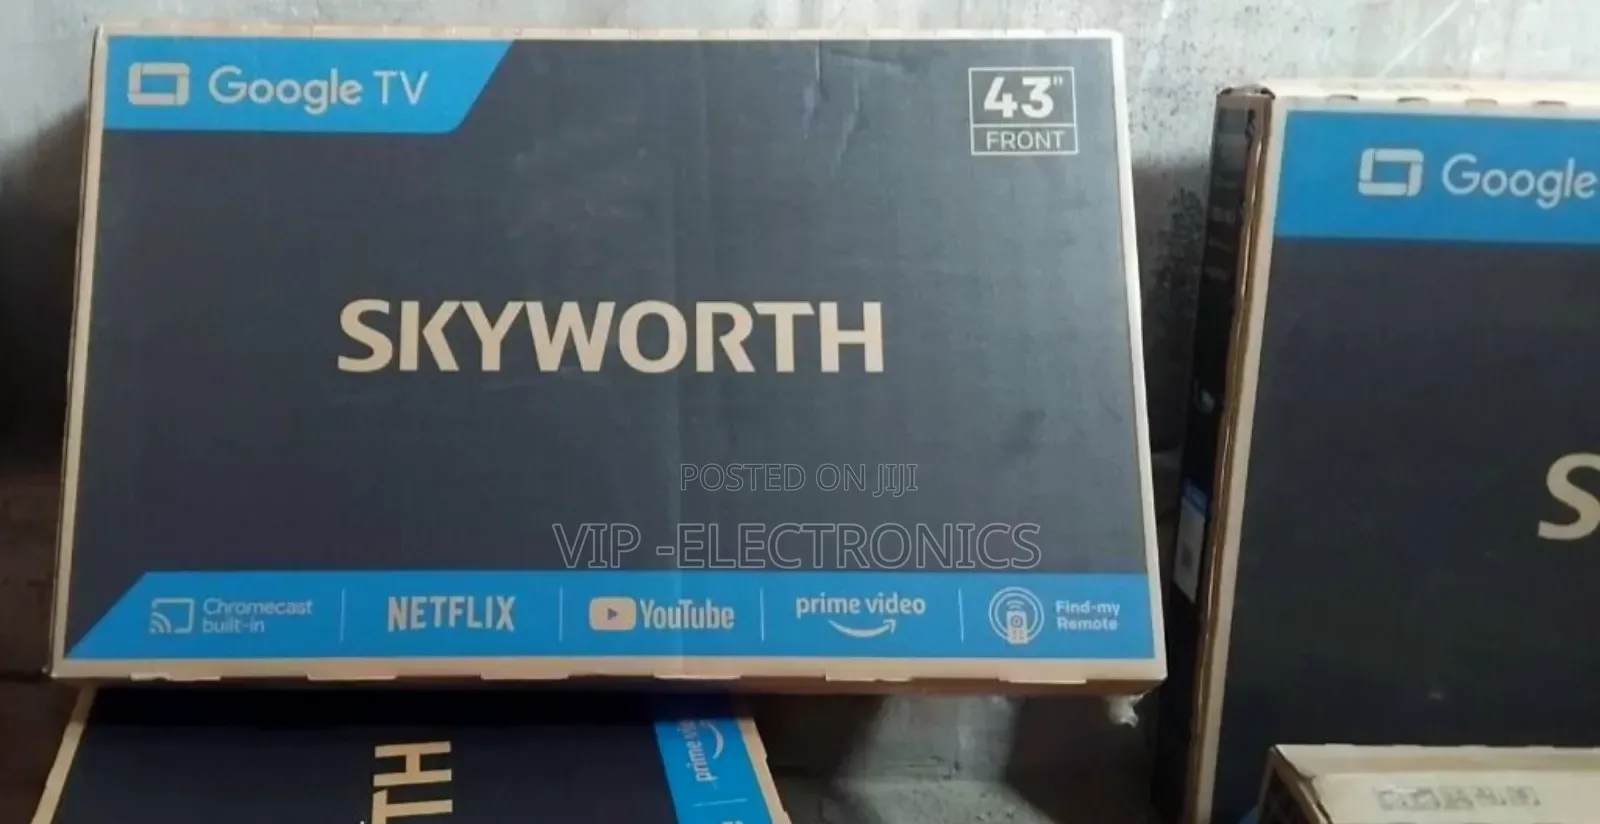 Google TV
43"
FRONT
SKYWORTH
POSTED ON JIJI
VIP -ELECTRONICS
Chromecast
built-in
NETFLIX
YouTube
prime video
Find-my
Remote
Google
S
TH
prime vi